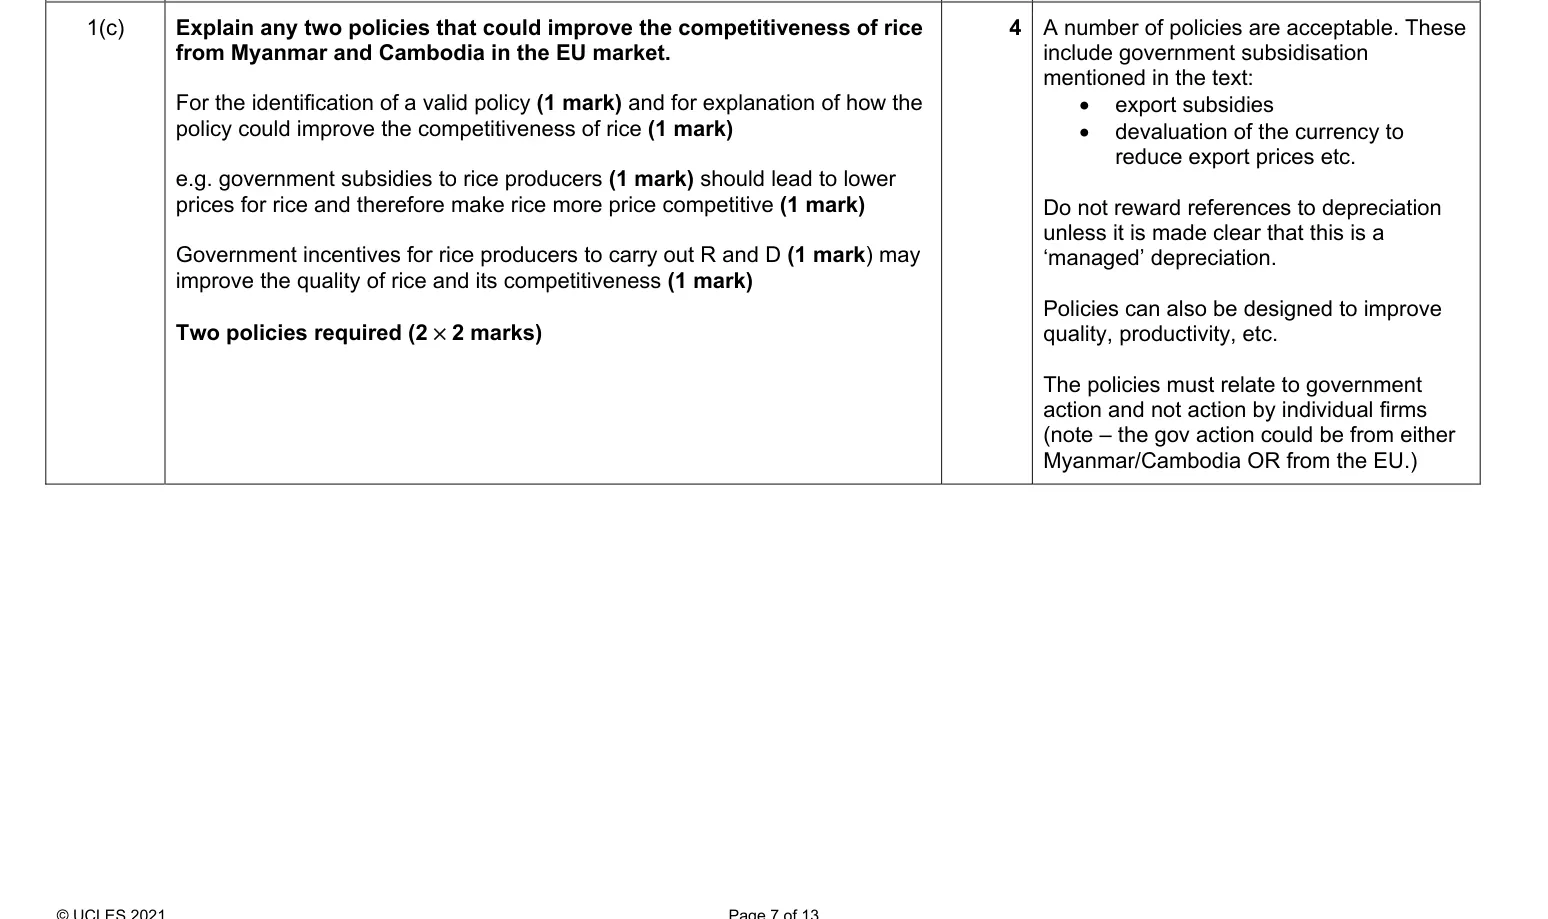 1(c)
Explain any two policies that could improve the competitiveness of rice
from Myanmar and Cambodia in the EU market.
For the identification of a valid policy (1 mark) and for explanation of how the
policy could improve the competitiveness of rice (1 mark)
e.g. government subsidies to rice producers (1 mark) should lead to lower
prices for rice and therefore make rice more price competitive (1 mark)
Government incentives for rice producers to carry out R and D (1 mark) may
improve the quality of rice and its competitiveness (1 mark)
Two policies required (2 × 2 marks)
4
A number of policies are acceptable. These
include government subsidisation
mentioned in the text:
• export subsidies
• devaluation of the currency to
reduce export prices etc.
Do not reward references to depreciation
unless it is made clear that this is a
‘managed’ depreciation.
Policies can also be designed to improve
quality, productivity, etc.
The policies must relate to government
action and not action by individual firms
(note – the gov action could be from either
Myanmar/Cambodia OR from the EU.)
© UCLES 2021
Page 7 of 13